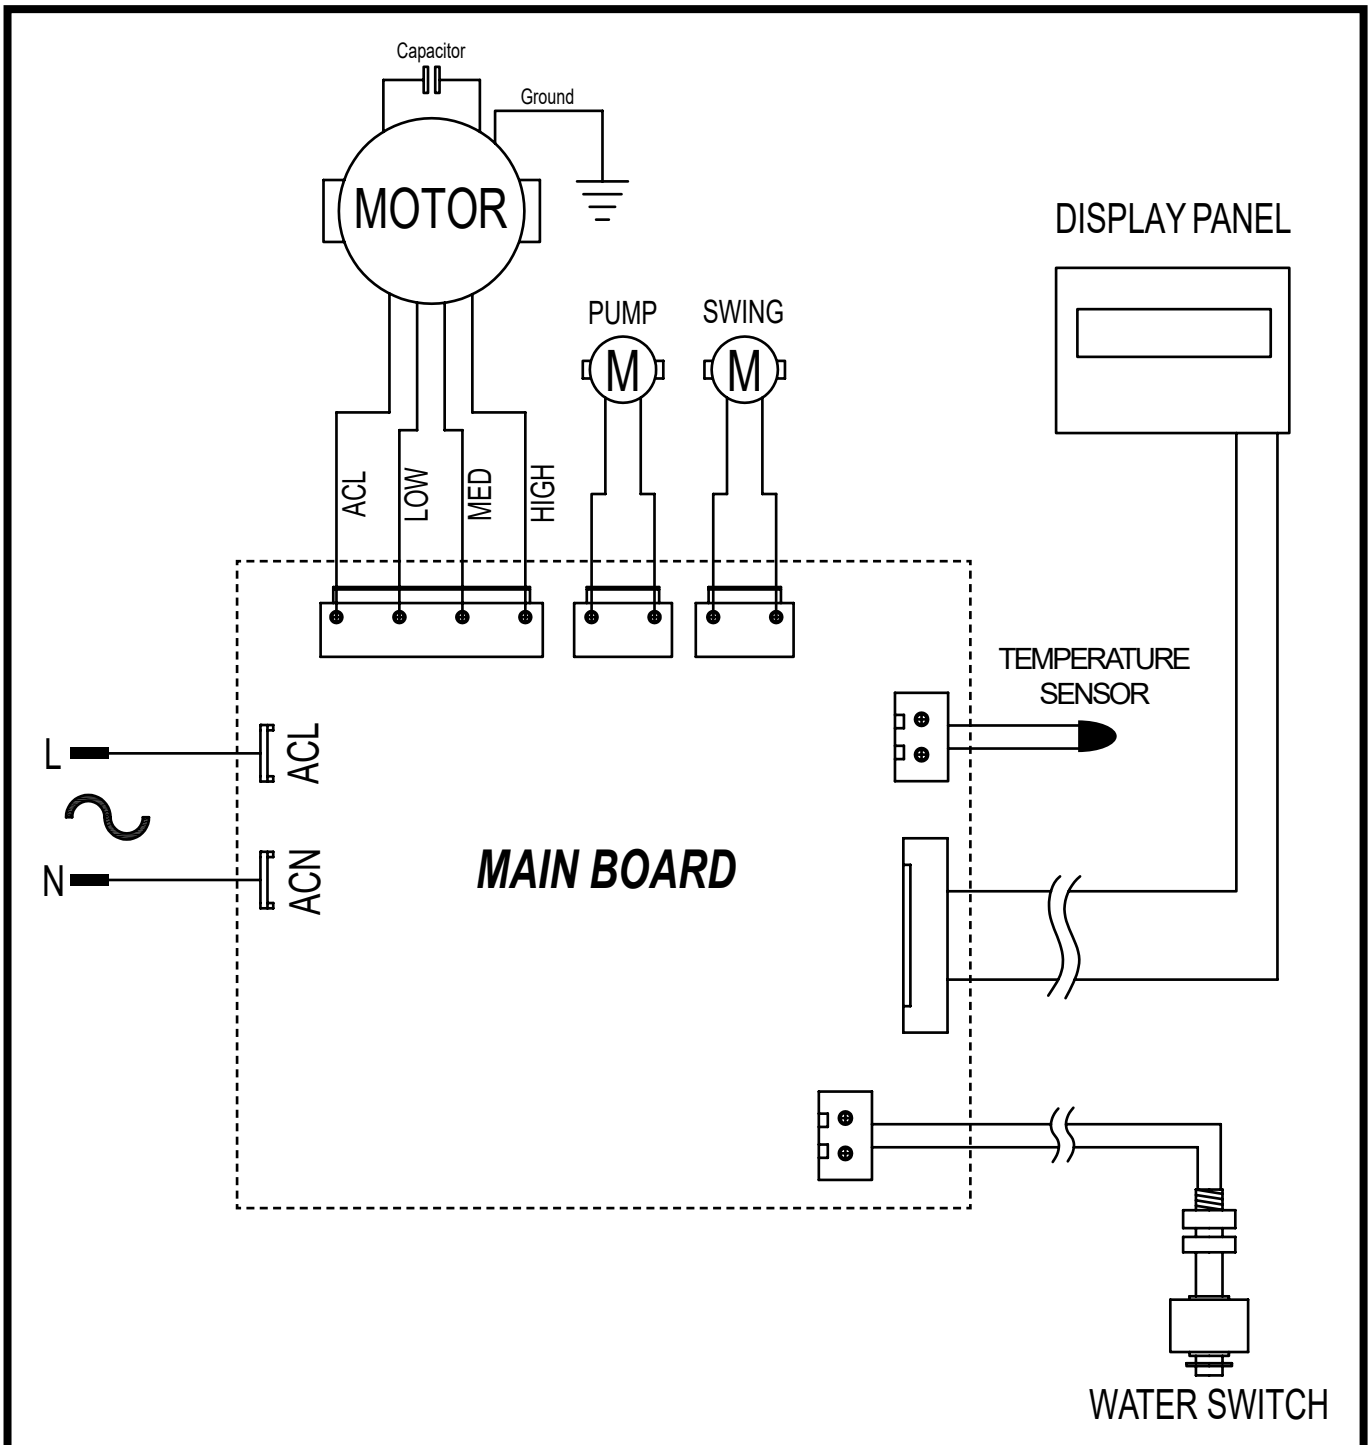 Capacitor
Ground
MOTOR
DISPLAY PANEL
PUMP
SWING
M
M
ACL
LOW
MED
HIGH
TEMPERATURE
SENSOR
L
ACL
MAIN BOARD
N
ACN
WATER SWITCH